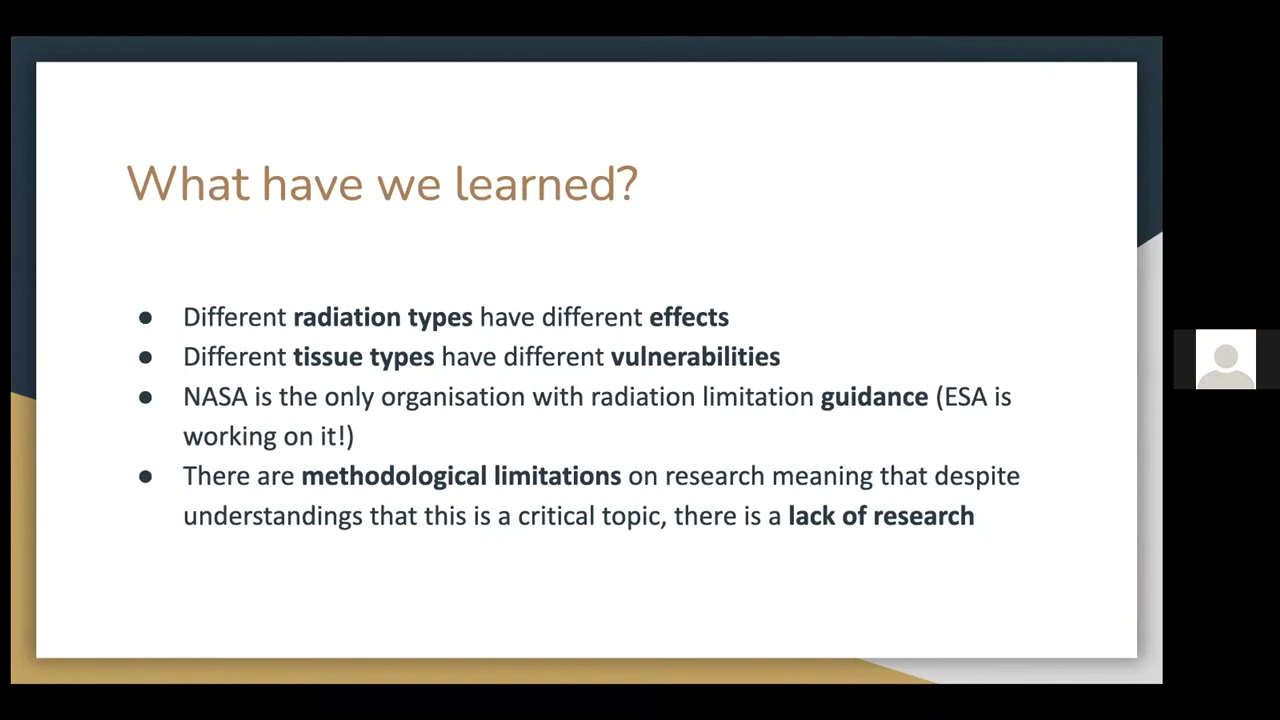 What have we learned?
● Different radiation types have different effects
● Different tissue types have different vulnerabilities
● NASA is the only organisation with radiation limitation guidance (ESA is
working on it!)
● There are methodological limitations on research meaning that despite
understandings that this is a critical topic, there is a lack of research